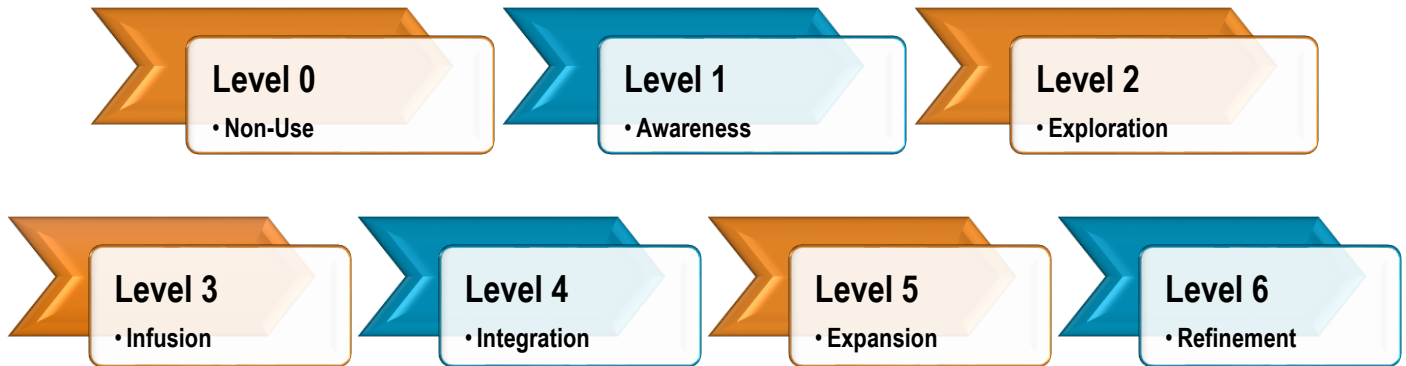 Level 0
• Non-Use
Level 1
• Awareness
Level 2
• Exploration
Level 3
• Infusion
Level 4
• Integration
Level 5
• Expansion
Level 6
• Refinement